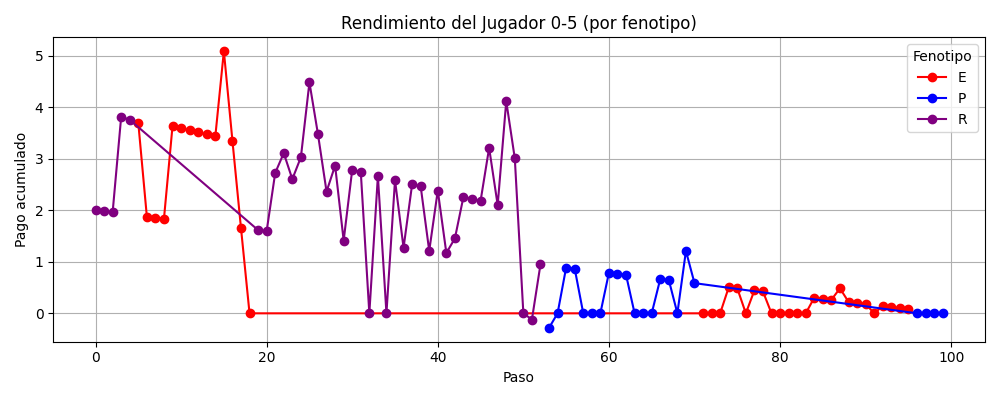 Rendimiento del Jugador 0-5 (por fenotipo)
Pago acumulado
5
4
3
2
1
0
Fenotipo
E
P
R
0 20 40 60 80 100
Paso